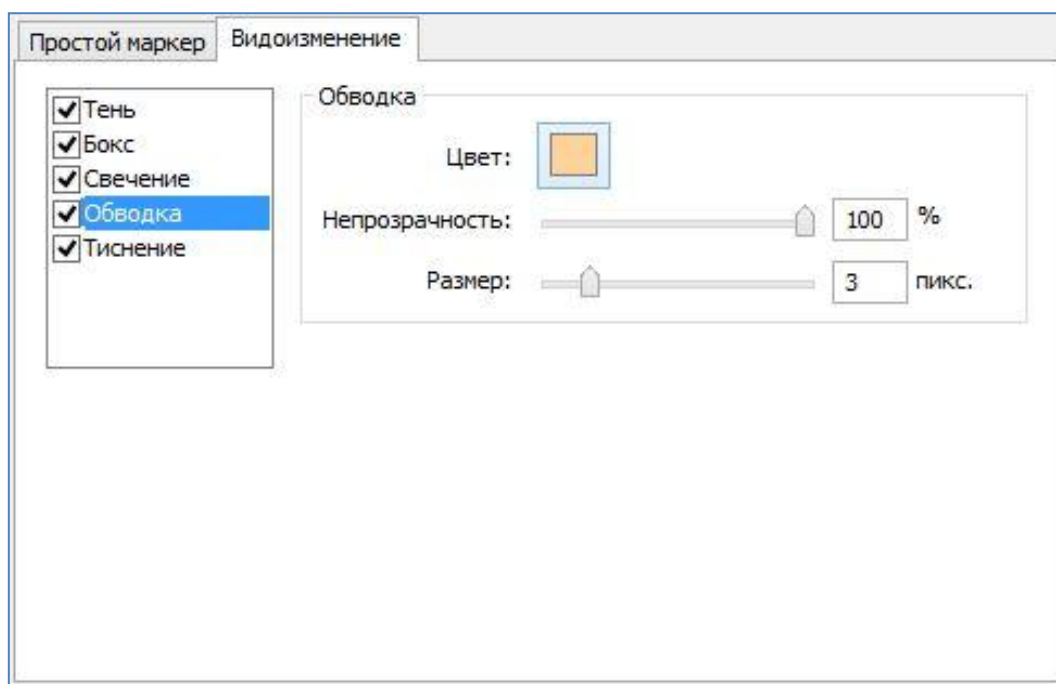 Простой маркер Видоизменение
Тень
Бокс
Свечение
Обводка
Тиснение
Обводка
Цвет:
Непрозрачность: 100 %
Размер: 3 пикс.